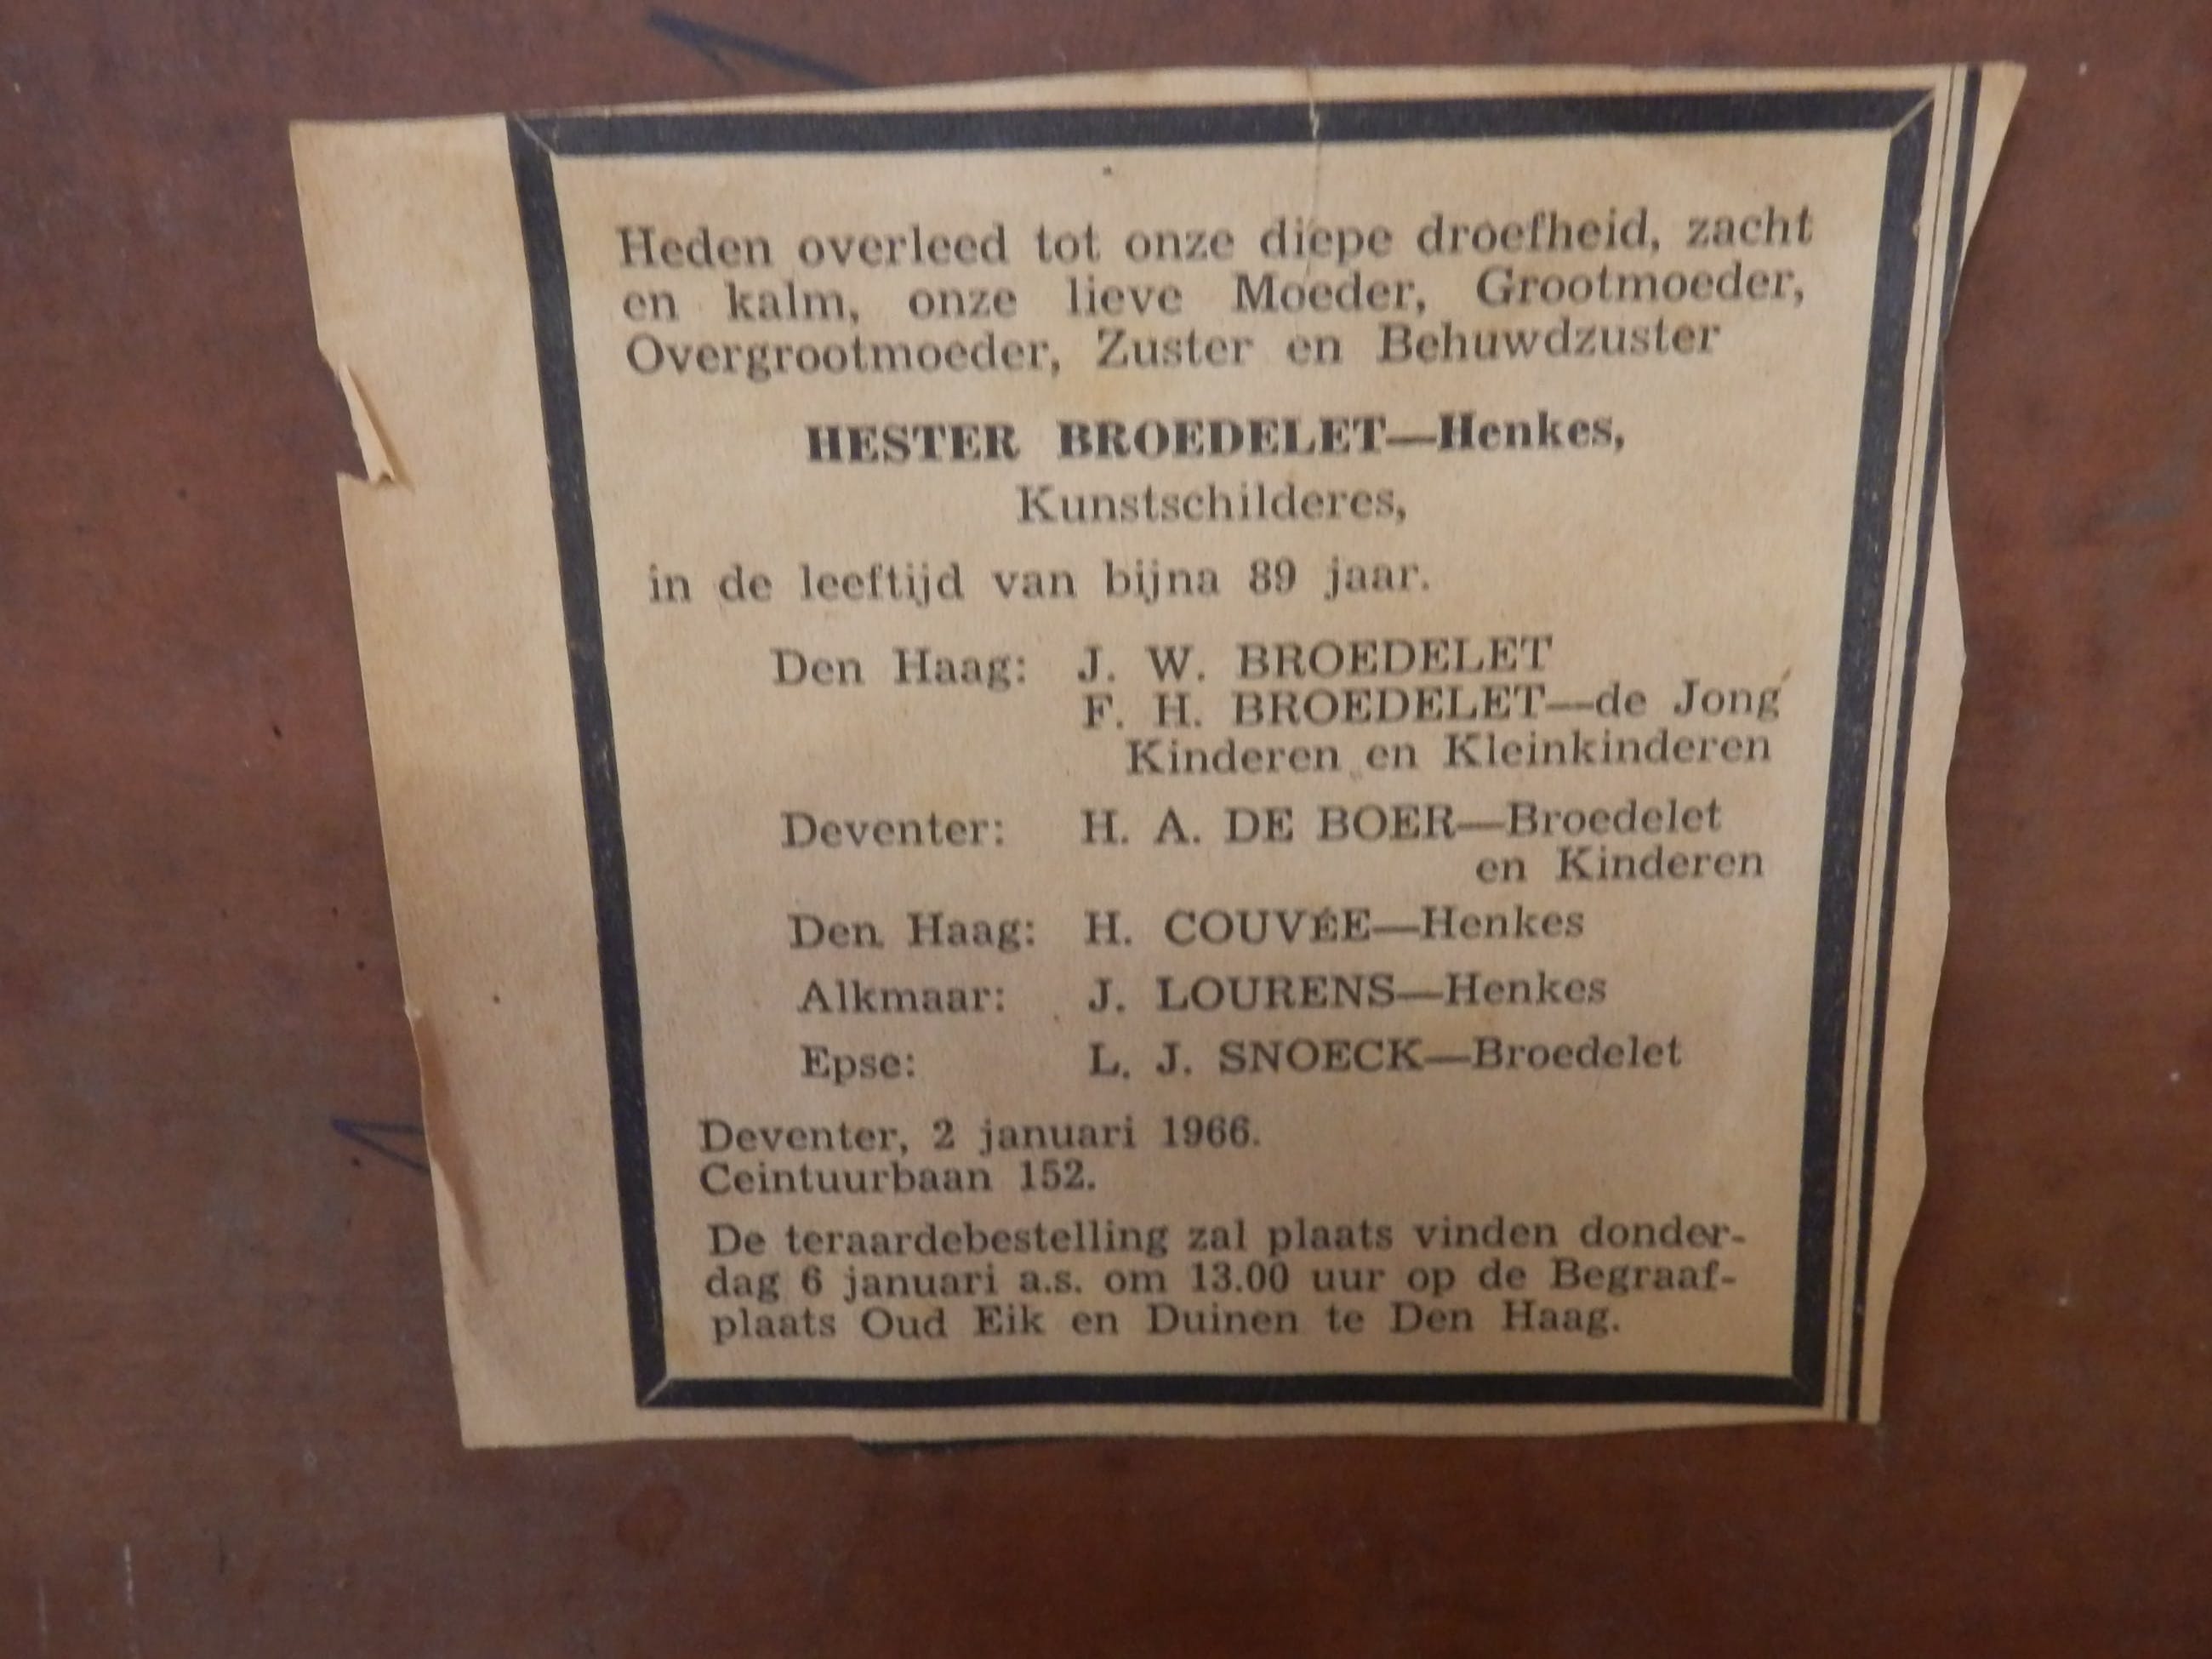 Heden overleed tot onze diepe droefheid, zacht
en kalm, onze lieve Moeder, Grootmoeder,
Overgrootmoeder, Zuster en Behuwdzuster
HESTER BROEDELET—Henkes,
Kunstschilderes,
in de leeftijd van bijna 89 jaar.
Den Haag: J. W. BROEDELET
F. H. BROEDELET—de Jong
Kinderen en Kleinkinderen
Deventer: H. A. DE BOER—Broedelet
en Kinderen
Den Haag: H. COUVÉE—Henkes
Alkmaar: J. LOURENS—Henkes
Epse: L. J. SNOECK—Broedelet
Deventer, 2 januari 1966.
Ceintuurbaan 152.
De teraardebestelling zal plaats vinden donder-
dag 6 januari a.s. om 13.00 uur op de Begraaf-
plaats Oud Eik en Duinen te Den Haag.